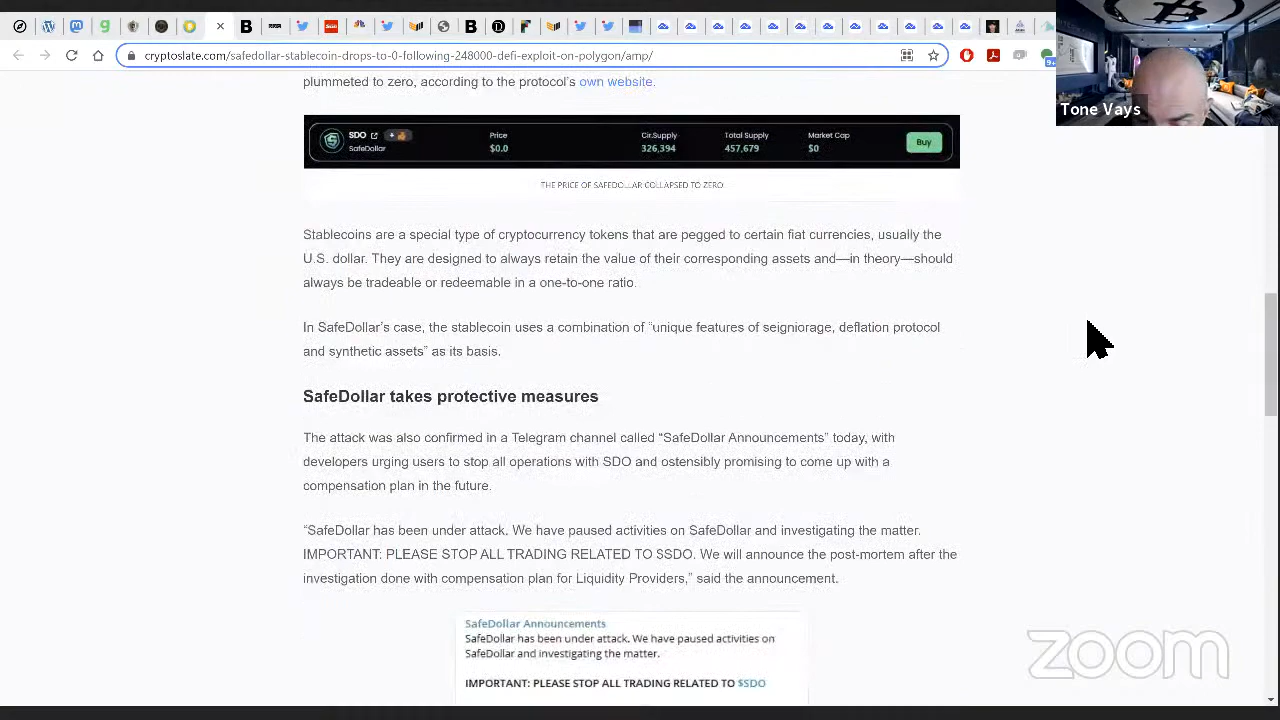 cryptoslate.com/safedollar-stablecoin-drops-to-0-following-248000-defi-exploit-on-polygon/amp/
9+
Tone Vays
plummeted to zero, according to the protocol's own website.
SDO Price Cir.Supply Total Supply Market Cap
SafeDollar $0.0 326,394 457,679 $0 Buy
THE PRICE OF SAFEDOLLAR COLLAPSED TO ZERO.
Stablecoins are a special type of cryptocurrency tokens that are pegged to certain fiat currencies, usually the
U.S. dollar. They are designed to always retain the value of their corresponding assets and—in theory—should
always be tradeable or redeemable in a one-to-one ratio.
In SafeDollar's case, the stablecoin uses a combination of “unique features of seigniorage, deflation protocol
and synthetic assets” as its basis.
SafeDollar takes protective measures
The attack was also confirmed in a Telegram channel called “SafeDollar Announcements” today, with
developers urging users to stop all operations with SDO and ostensibly promising to come up with a
compensation plan in the future.
“SafeDollar has been under attack. We have paused activities on SafeDollar and investigating the matter.
IMPORTANT: PLEASE STOP ALL TRADING RELATED TO $SDO. We will announce the post-mortem after the
investigation done with compensation plan for Liquidity Providers,” said the announcement.
SafeDollar Announcements
SafeDollar has been under attack. We have paused activities on
SafeDollar and investigating the matter.
IMPORTANT: PLEASE STOP ALL TRADING RELATED TO $SDO
zoom